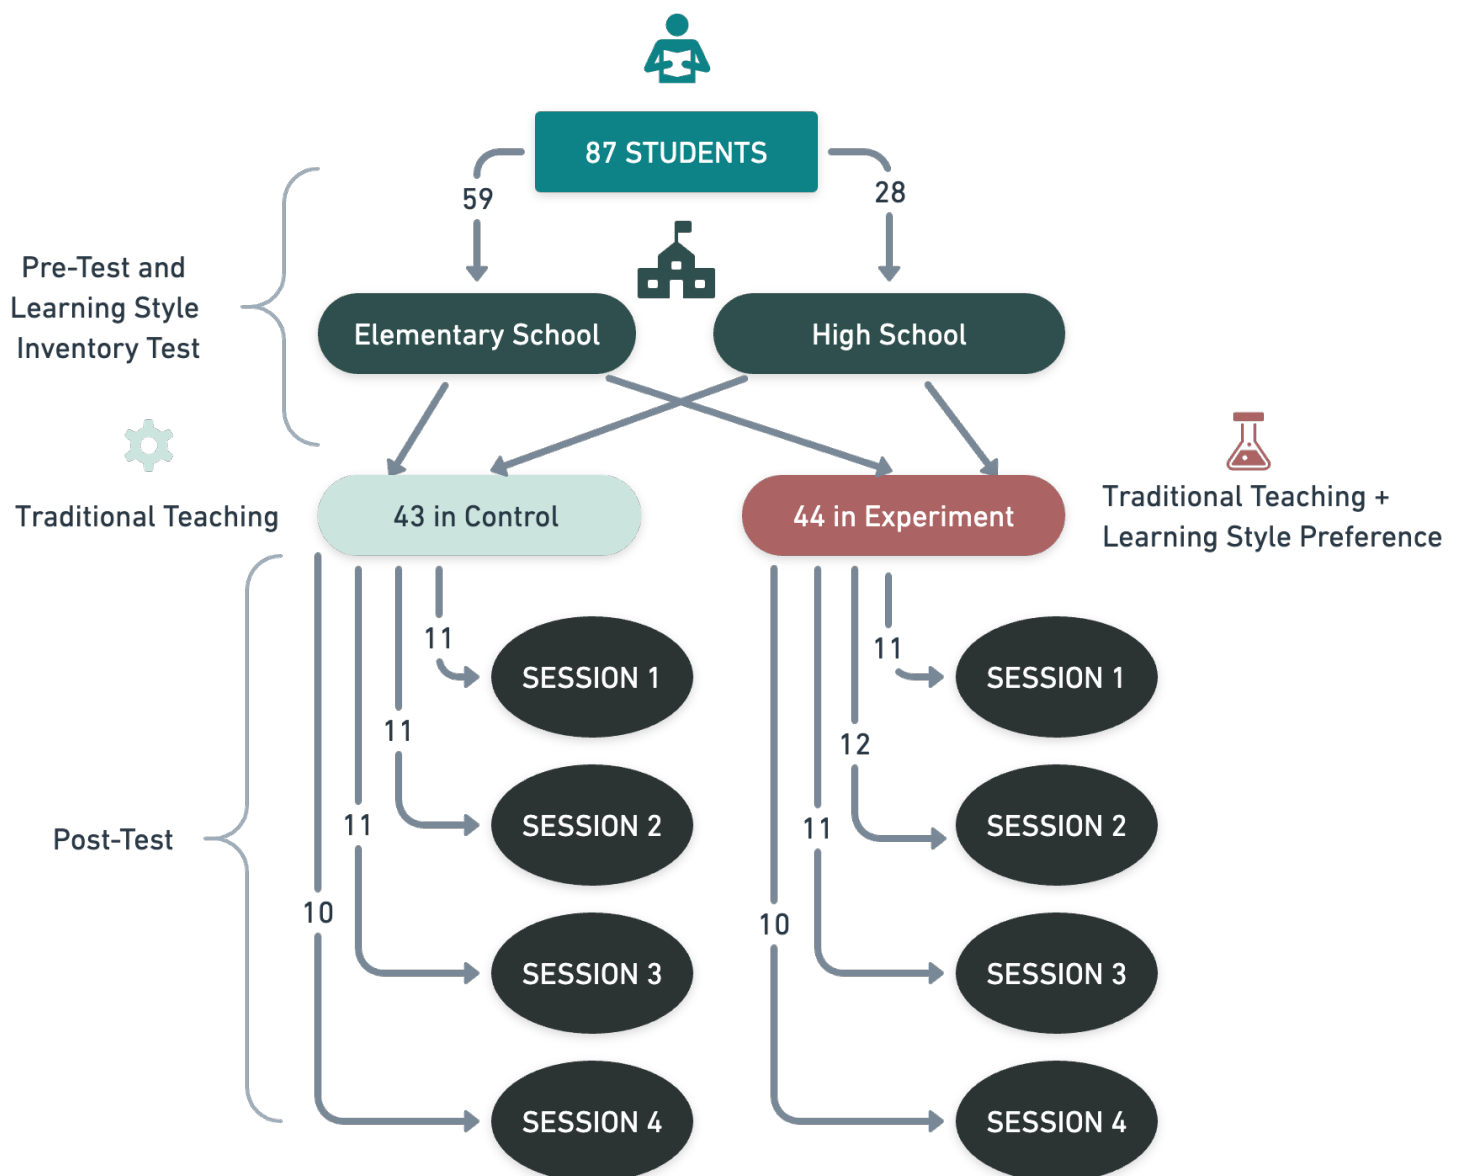 87 STUDENTS
59
28
Pre-Test and
Learning Style
Inventory Test
Elementary School
High School
Traditional Teaching
43 in Control
44 in Experiment
Traditional Teaching +
Learning Style Preference
Post-Test
11
SESSION 1
11
SESSION 2
11
SESSION 3
10
SESSION 4
11
SESSION 1
12
SESSION 2
11
SESSION 3
10
SESSION 4